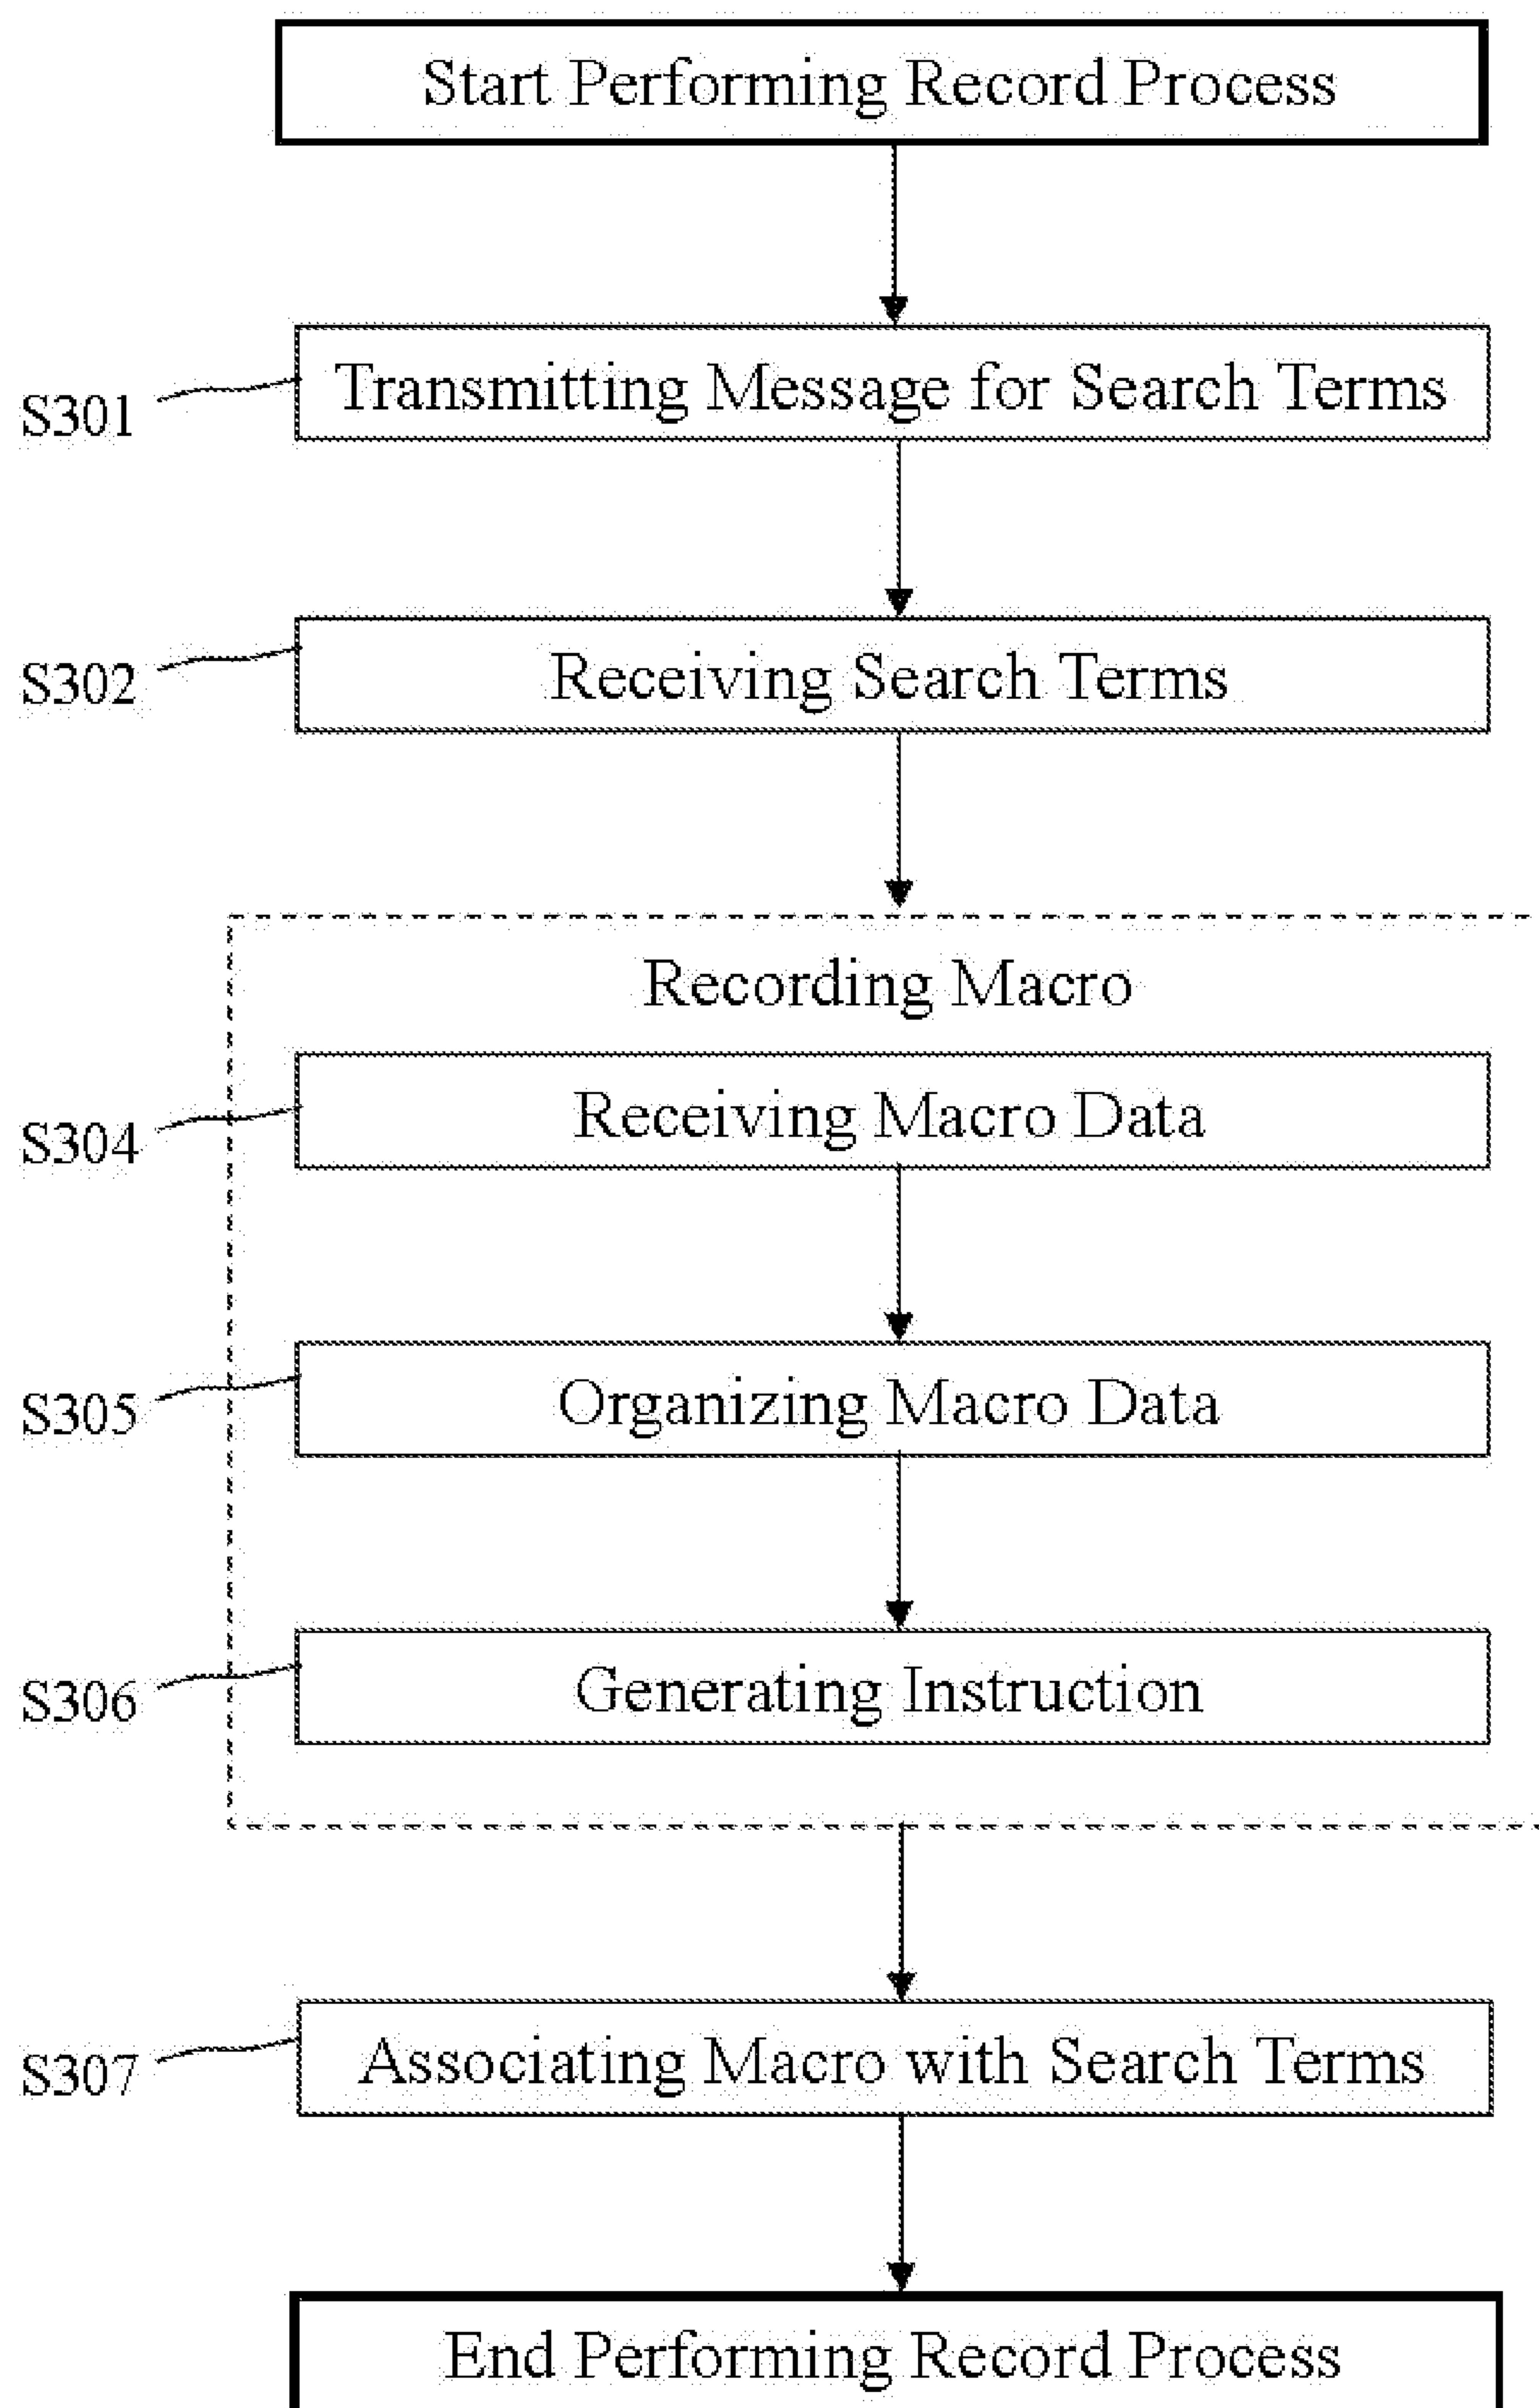 Start Performing Record Process
S301
Transmitting Message for Search Terms
S302
Receiving Search Terms
Recording Macro
S304
Receiving Macro Data
S305
Organizing Macro Data
S306
Generating Instruction
S307
Associating Macro with Search Terms
End Performing Record Process